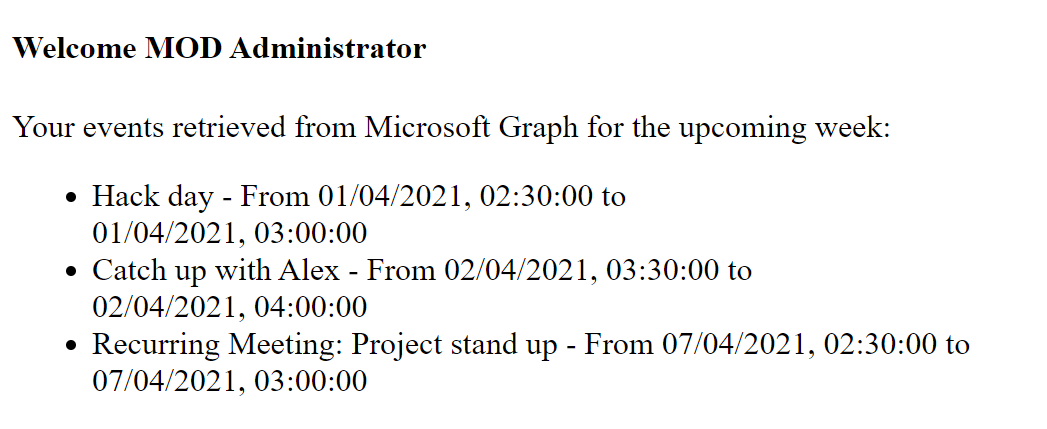 Welcome MOD Administrator
Your events retrieved from Microsoft Graph for the upcoming week:
• Hack day - From 01/04/2021, 02:30:00 to
01/04/2021, 03:00:00
• Catch up with Alex - From 02/04/2021, 03:30:00 to
02/04/2021, 04:00:00
• Recurring Meeting: Project stand up - From 07/04/2021, 02:30:00 to
07/04/2021, 03:00:00